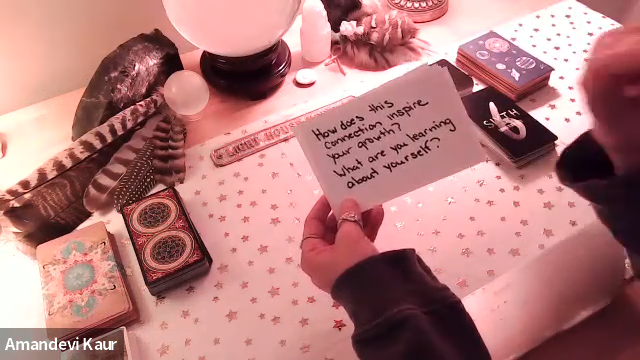 How does this
connection inspire
your growth?
What are you learning
about yourself?
Amandevi Kaur